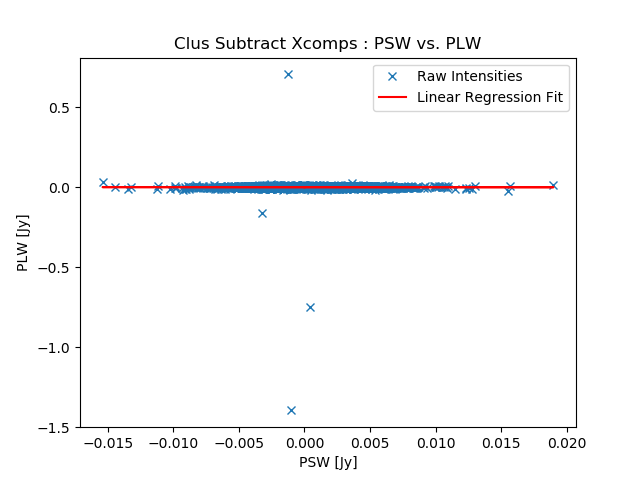 Clus Subtract Xcomps : PSW vs. PLW
Raw Intensities
Linear Regression Fit
0.5
0.0
−0.5
−1.0
−1.5
PLW [Jy]
−0.015 −0.010 −0.005 0.000 0.005 0.010 0.015 0.020
PSW [Jy]